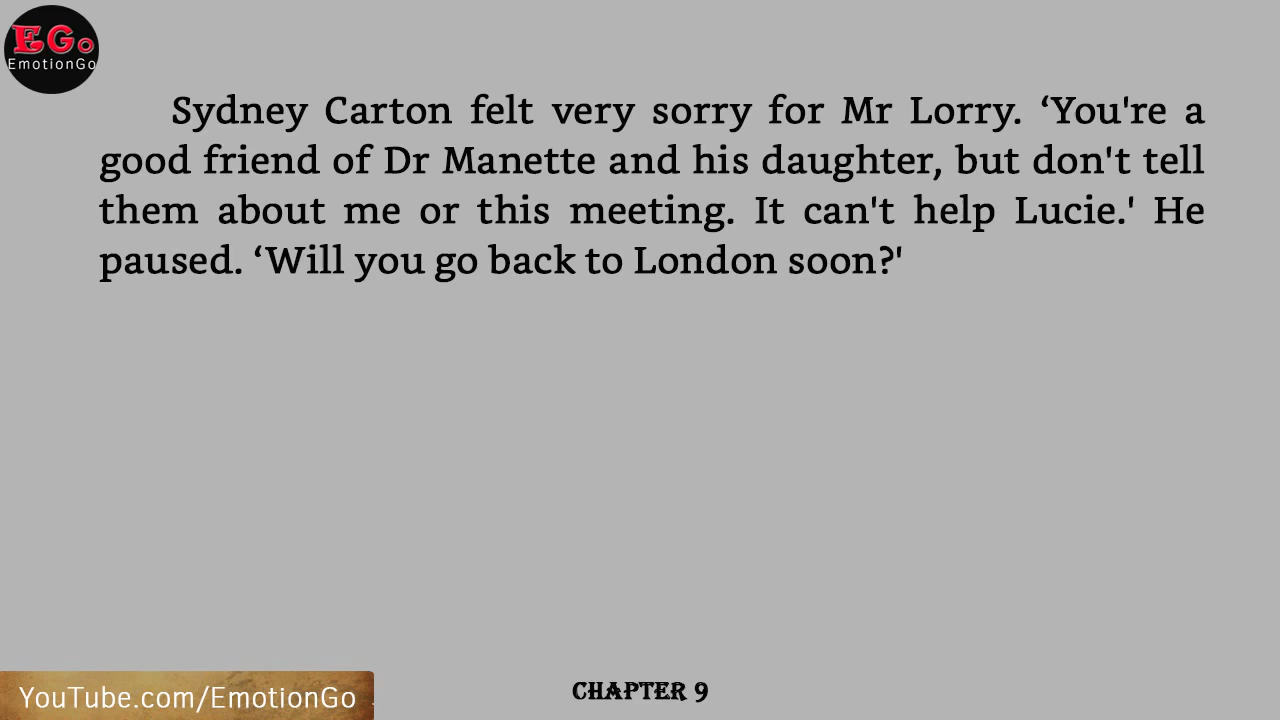 EGo
EmotionGo
Sydney Carton felt very sorry for Mr Lorry. ‘You're a
good friend of Dr Manette and his daughter, but don't tell
them about me or this meeting. It can't help Lucie.' He
paused. ‘Will you go back to London soon?'
YouTube.com/EmotionGo
CHAPTER 9